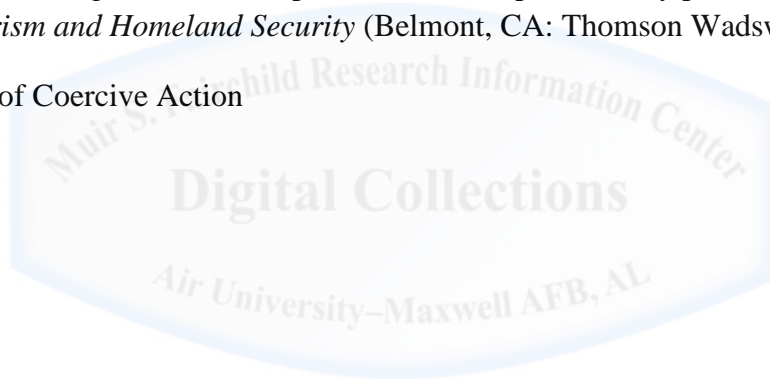 rism and Homeland Security (Belmont, CA: Thomson Wadsw
of Coercive Action
Muir S. Fairchild Research Information Center
Digital Collections
Air University–Maxwell AFB, AL